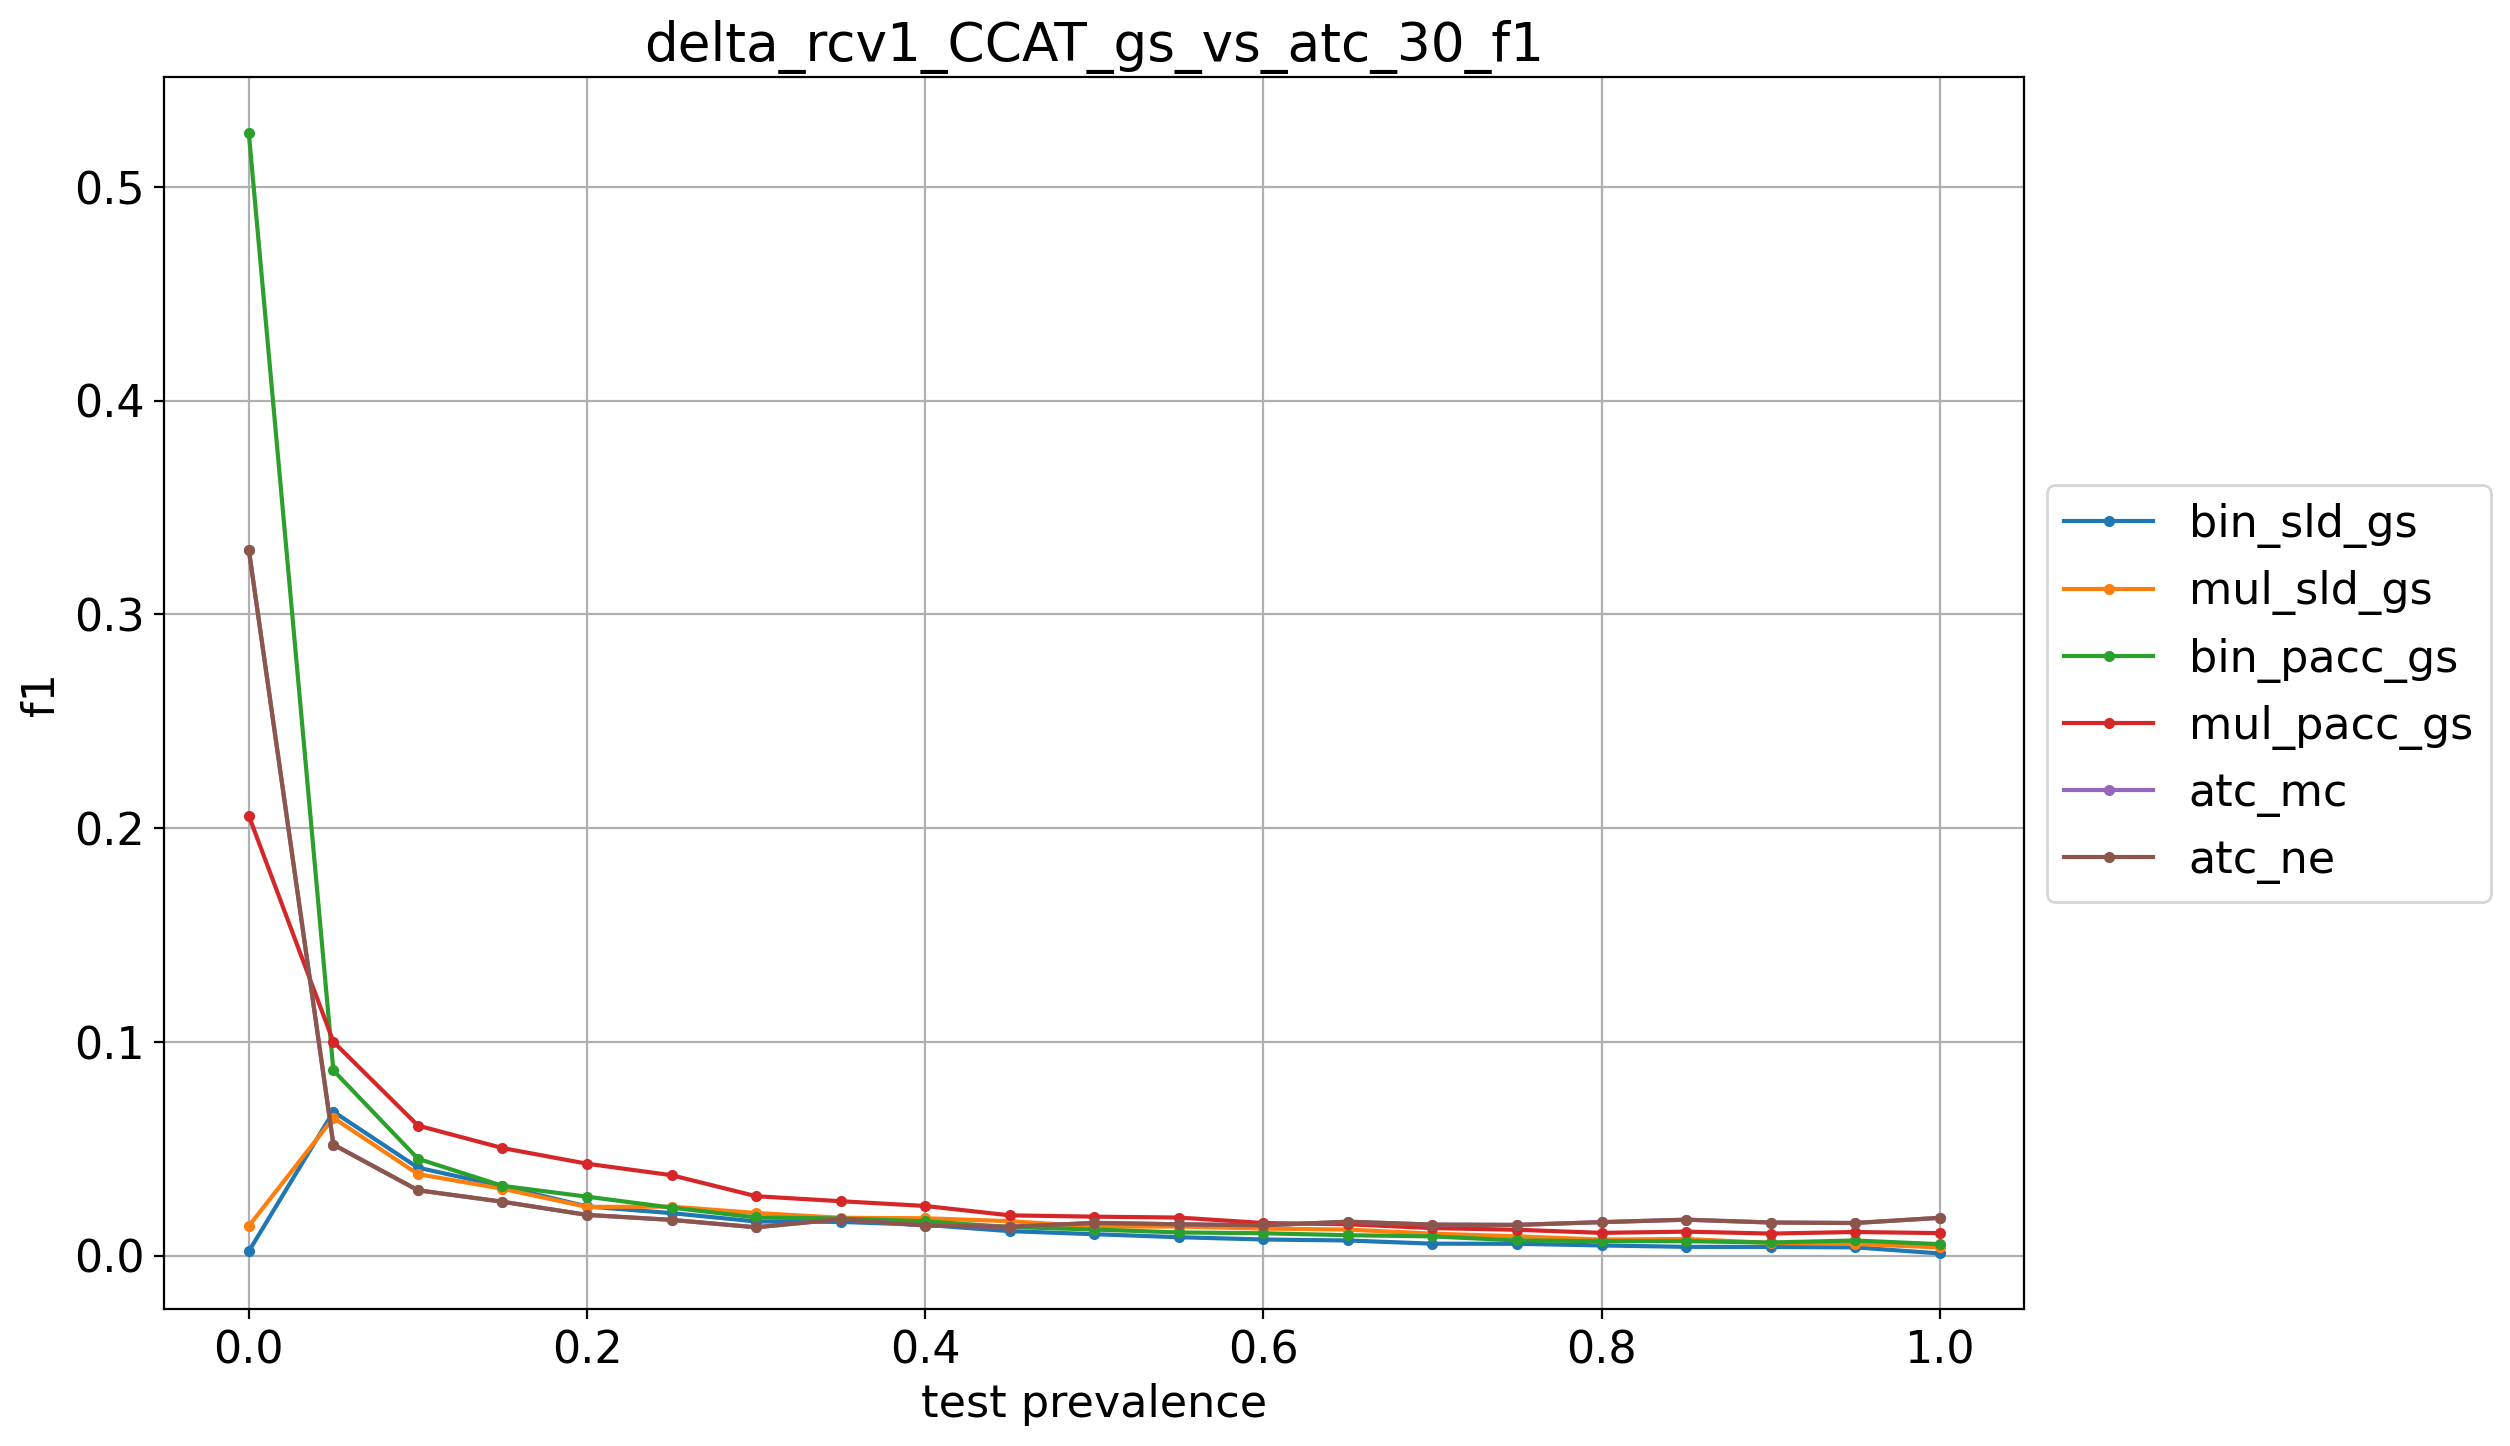 delta_rcv1_CCAT_gs_vs_atc_30_f1
0.5
0.4
0.3
0.2
0.1
0.0
f1
0.0 0.2 0.4 0.6 0.8 1.0
test prevalence
bin_sld_gs
mul_sld_gs
bin_pacc_gs
mul_pacc_gs
atc_mc
atc_ne